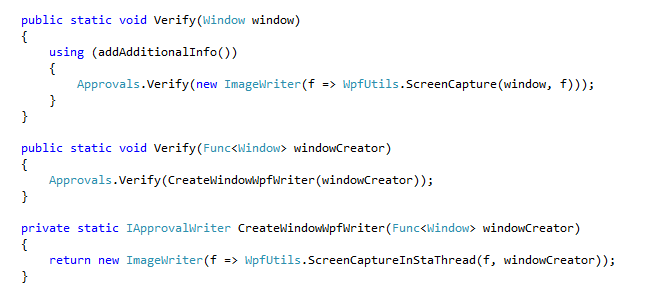 public static void Verify(Window window)
{
    using (addAdditionalInfo())
    {
        Approvals.Verify(new ImageWriter(f => WpfUtils.ScreenCapture(window, f)));
    }
}

public static void Verify(Func<Window> windowCreator)
{
    Approvals.Verify(CreateWindowWpfWriter(windowCreator));
}

private static IApprovalWriter CreateWindowWpfWriter(Func<Window> windowCreator)
{
    return new ImageWriter(f => WpfUtils.ScreenCaptureInStaThread(f, windowCreator));
}